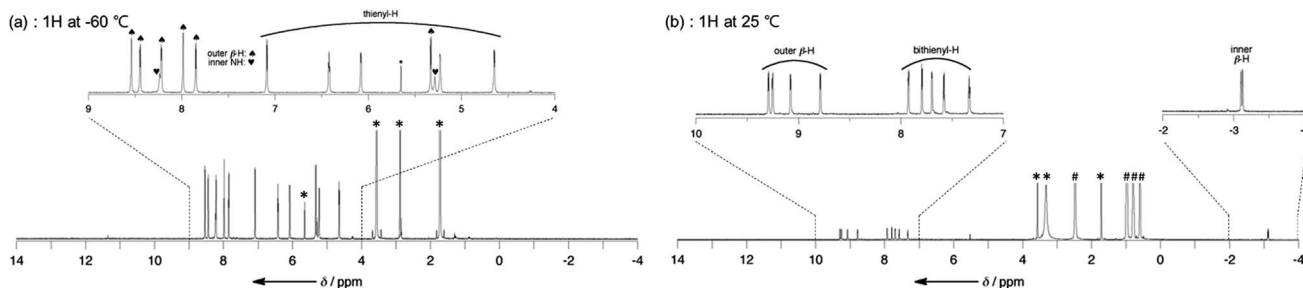 (a) : 1H at -60 ℃
thienyl-H
outer β-H: ♠
inner NH: ♥
9 8 7 6 5 4
* * * *
14 12 10 8 6 4 2 0 -2 -4
δ / ppm
(b) : 1H at 25 ℃
outer β-H
bithienyl-H
inner
β-H
10 9 8 7
-2 -3
* * # * # # #
14 12 10 8 6 4 2 0 -2 -4
δ / ppm